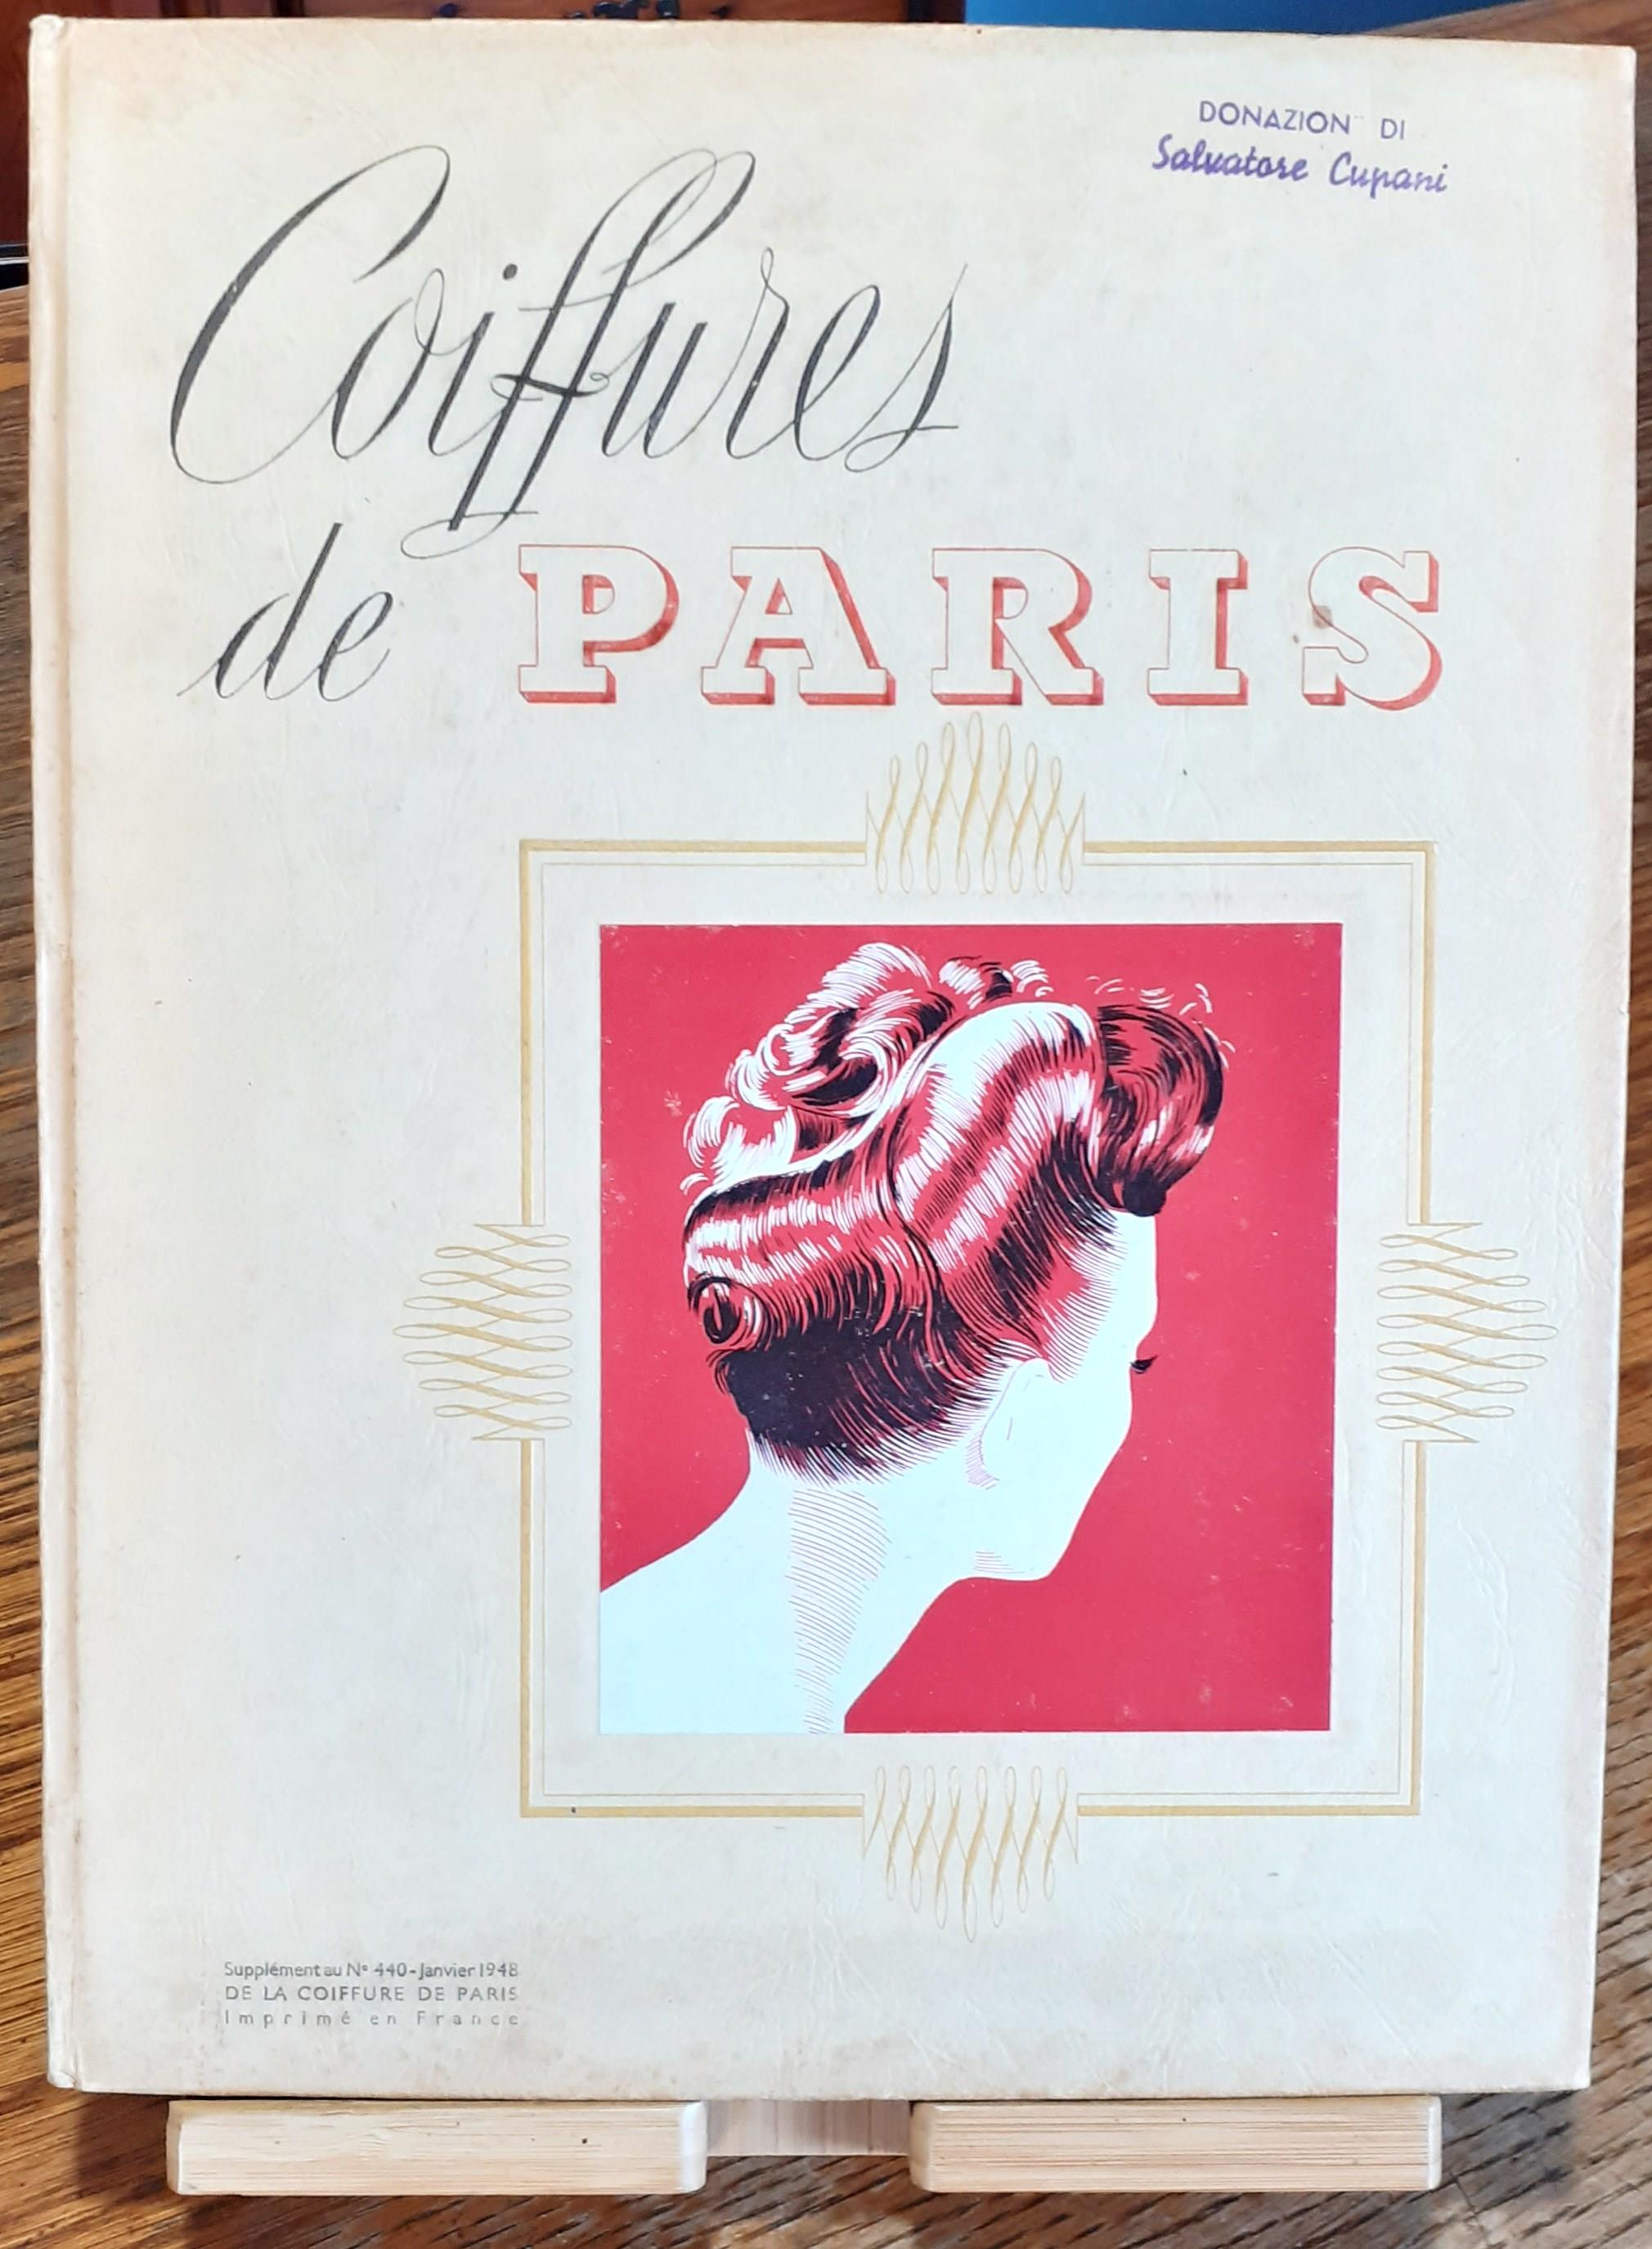 DONAZION DI
Salvatore Cupani
Coiffures
de PARIS
Supplément au N° 440 - Janvier 1948
DE LA COIFFURE DE PARIS
Imprimé en France